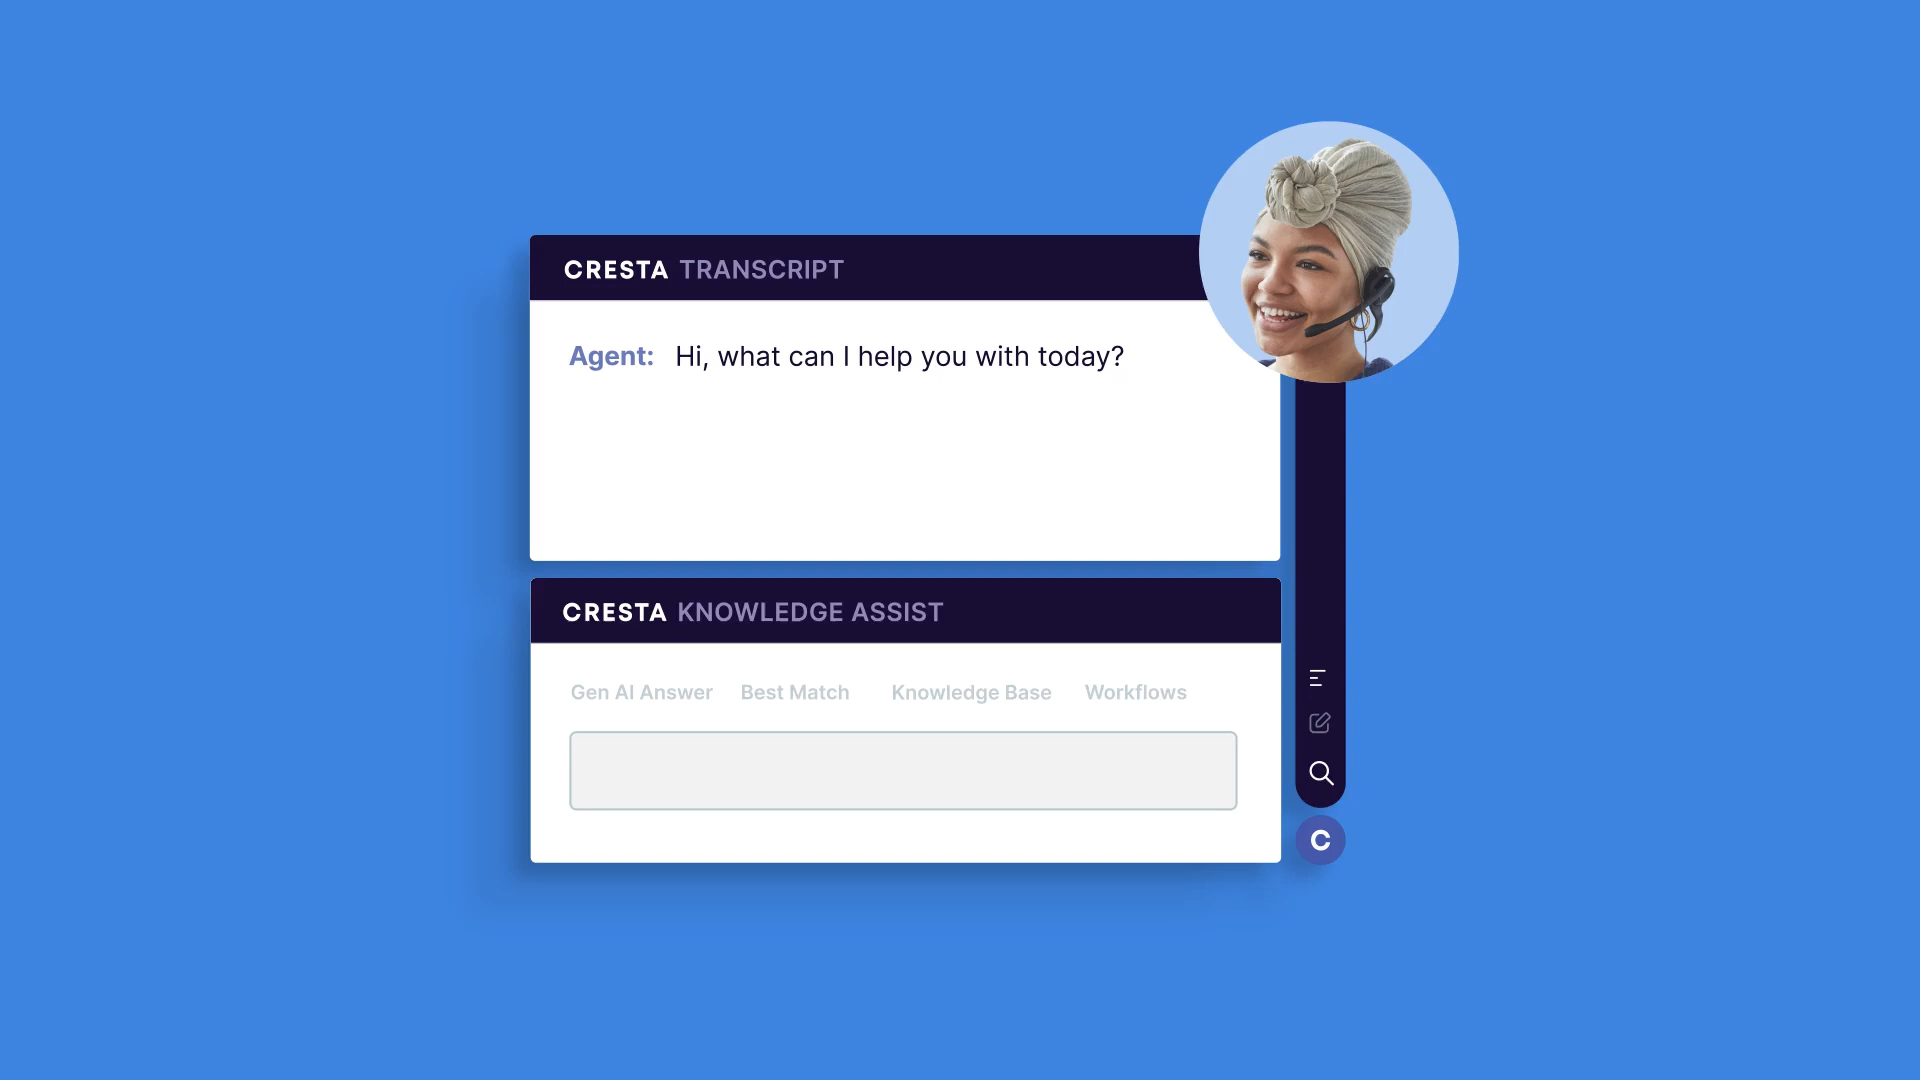 CRESTA TRANSCRIPT
Agent: Hi, what can I help you with today?
CRESTA KNOWLEDGE ASSIST
Gen AI Answer Best Match Knowledge Base Workflows
C